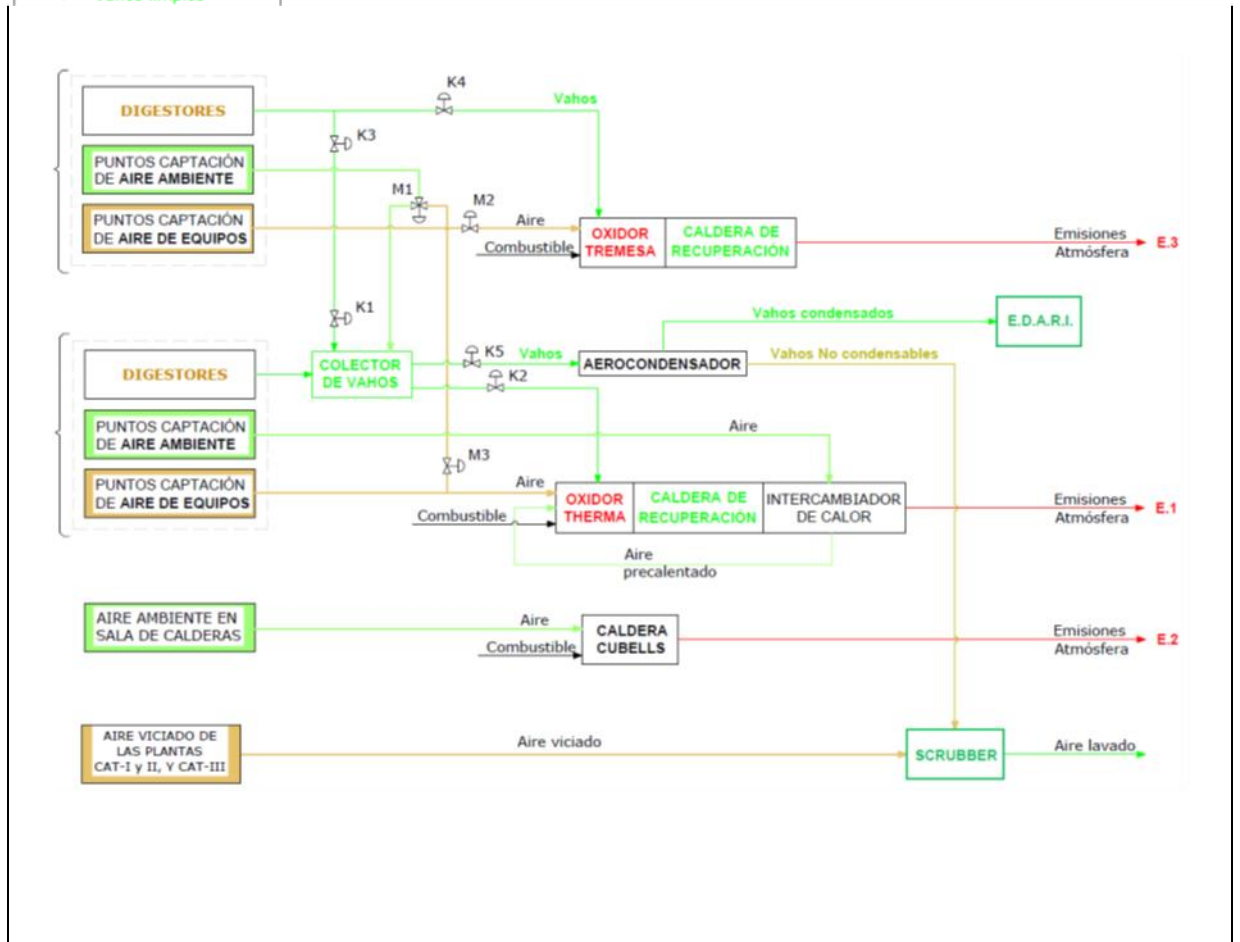 K4
Vahos
DIGESTORES
K3
PUNTOS CAPTACIÓN
DE AIRE AMBIENTE
M1
M2
PUNTOS CAPTACIÓN
DE AIRE DE EQUIPOS
Aire
Combustible
OXIDOR
TREMESA
CALDERA DE
RECUPERACIÓN
Emisiones
Atmósfera
E.3
K1
Vahos condensados
E.D.A.R.I.
DIGESTORES
COLECTOR
DE VAHOS
K5
Vahos
AEROCONDENSADOR
Vahos No condensables
K2
PUNTOS CAPTACIÓN
DE AIRE AMBIENTE
Aire
M3
PUNTOS CAPTACIÓN
DE AIRE DE EQUIPOS
Aire
Combustible
OXIDOR
THERMA
CALDERA DE
RECUPERACIÓN
INTERCAMBIADOR
DE CALOR
Emisiones
Atmósfera
E.1
Aire
precalentado
AIRE AMBIENTE EN
SALA DE CALDERAS
Aire
Combustible
CALDERA
CUBELLS
Emisiones
Atmósfera
E.2
AIRE VICIADO DE
LAS PLANTAS
CAT-I y II, Y CAT-III
Aire viciado
SCRUBBER
Aire lavado